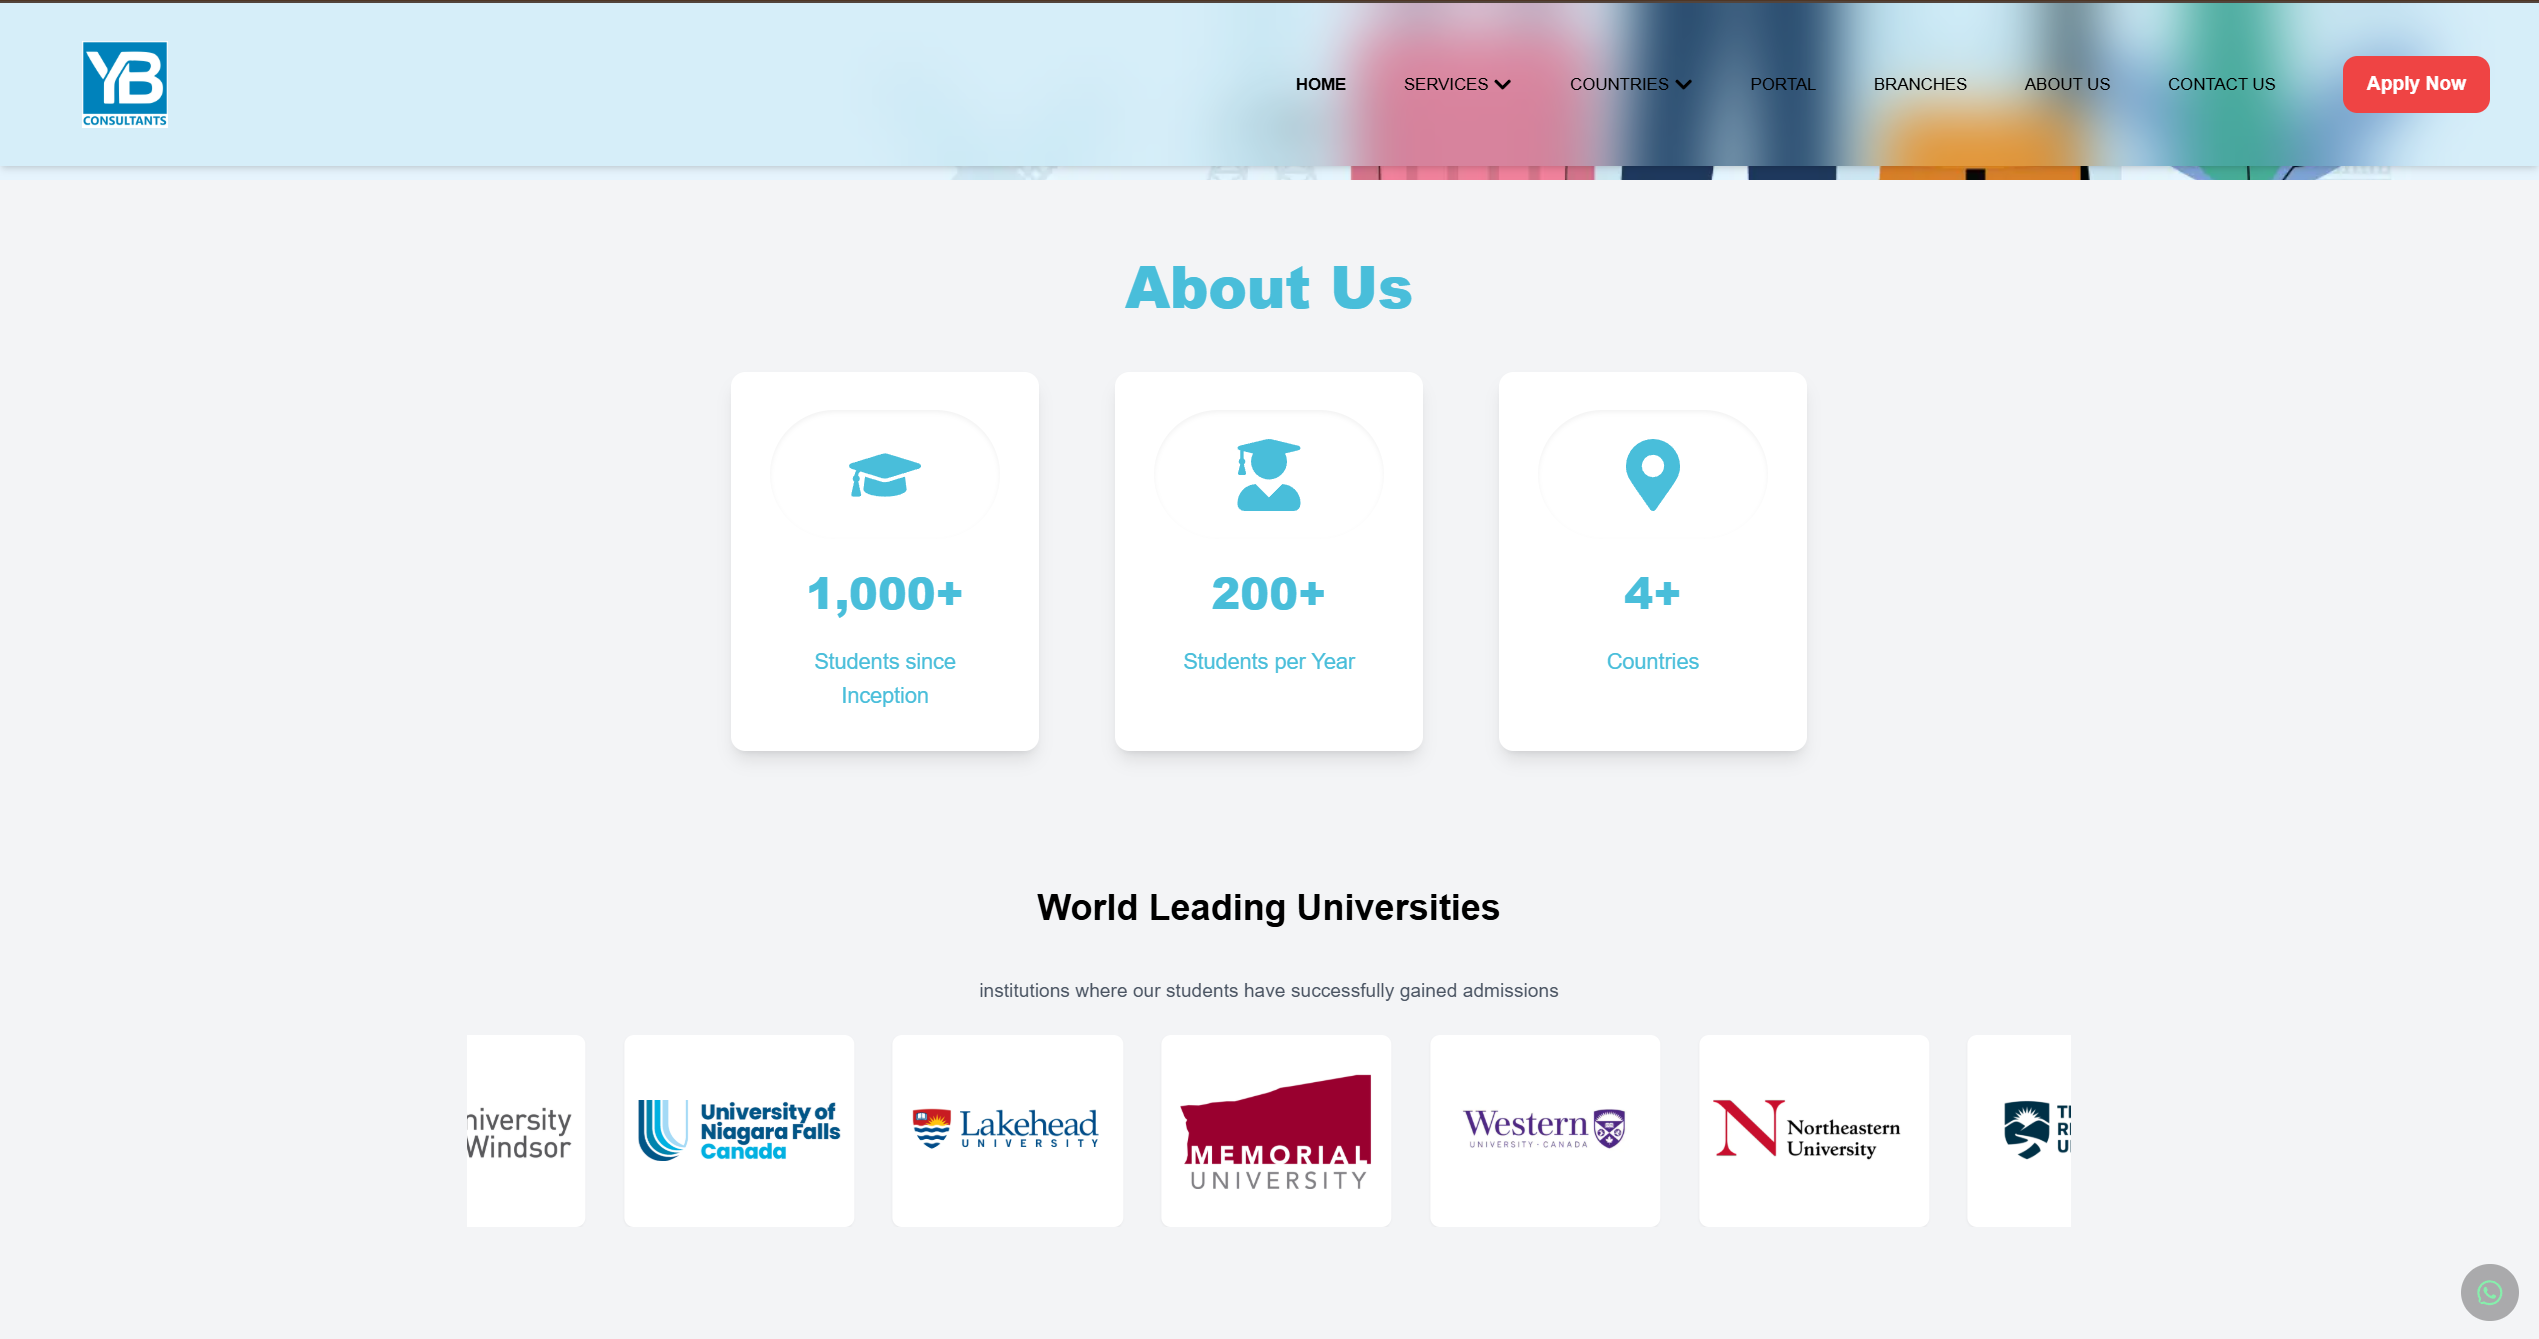 YB
CONSULTANTS
HOME SERVICES COUNTRIES PORTAL BRANCHES ABOUT US CONTACT US Apply Now
About Us
1,000+
Students since
Inception
200+
Students per Year
4+
Countries
World Leading Universities
institutions where our students have successfully gained admissions
Windsor
University of
Niagara Falls
Canada
Lakehead
UNIVERSITY
MEMORIAL
UNIVERSITY
Western
UNIVERSITY · CANADA
Northeastern
University